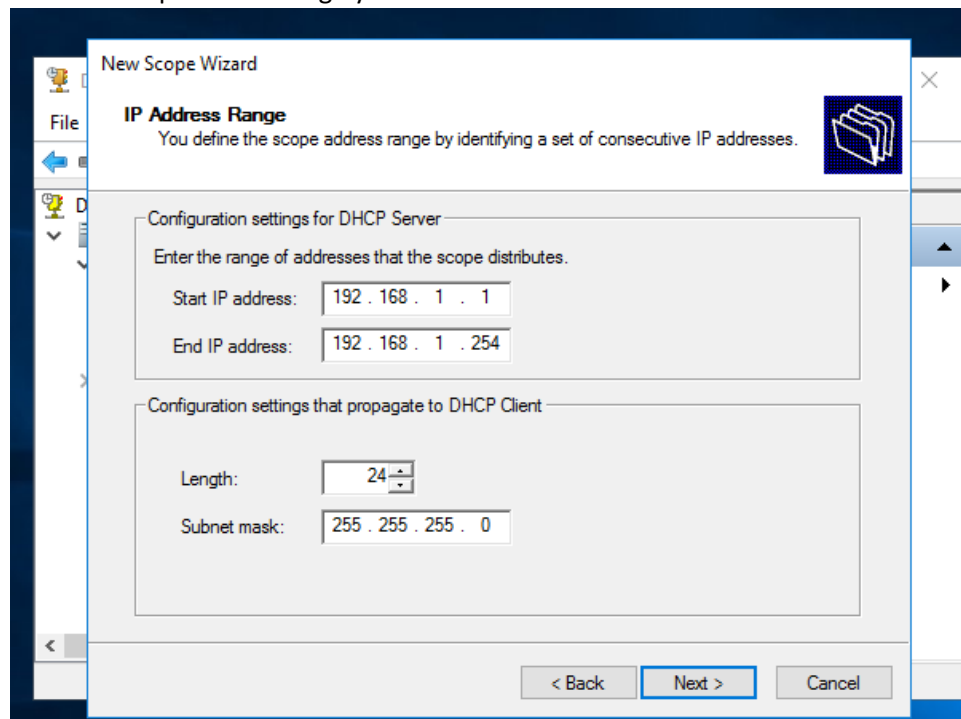 New Scope Wizard
IP Address Range
You define the scope address range by identifying a set of consecutive IP addresses.
File
D
Configuration settings for DHCP Server
Enter the range of addresses that the scope distributes.
Start IP address: 192 . 168 . 1 . 1
End IP address: 192 . 168 . 1 . 254
Configuration settings that propagate to DHCP Client
Length: 24
Subnet mask: 255 . 255 . 255 . 0
< Back Next > Cancel